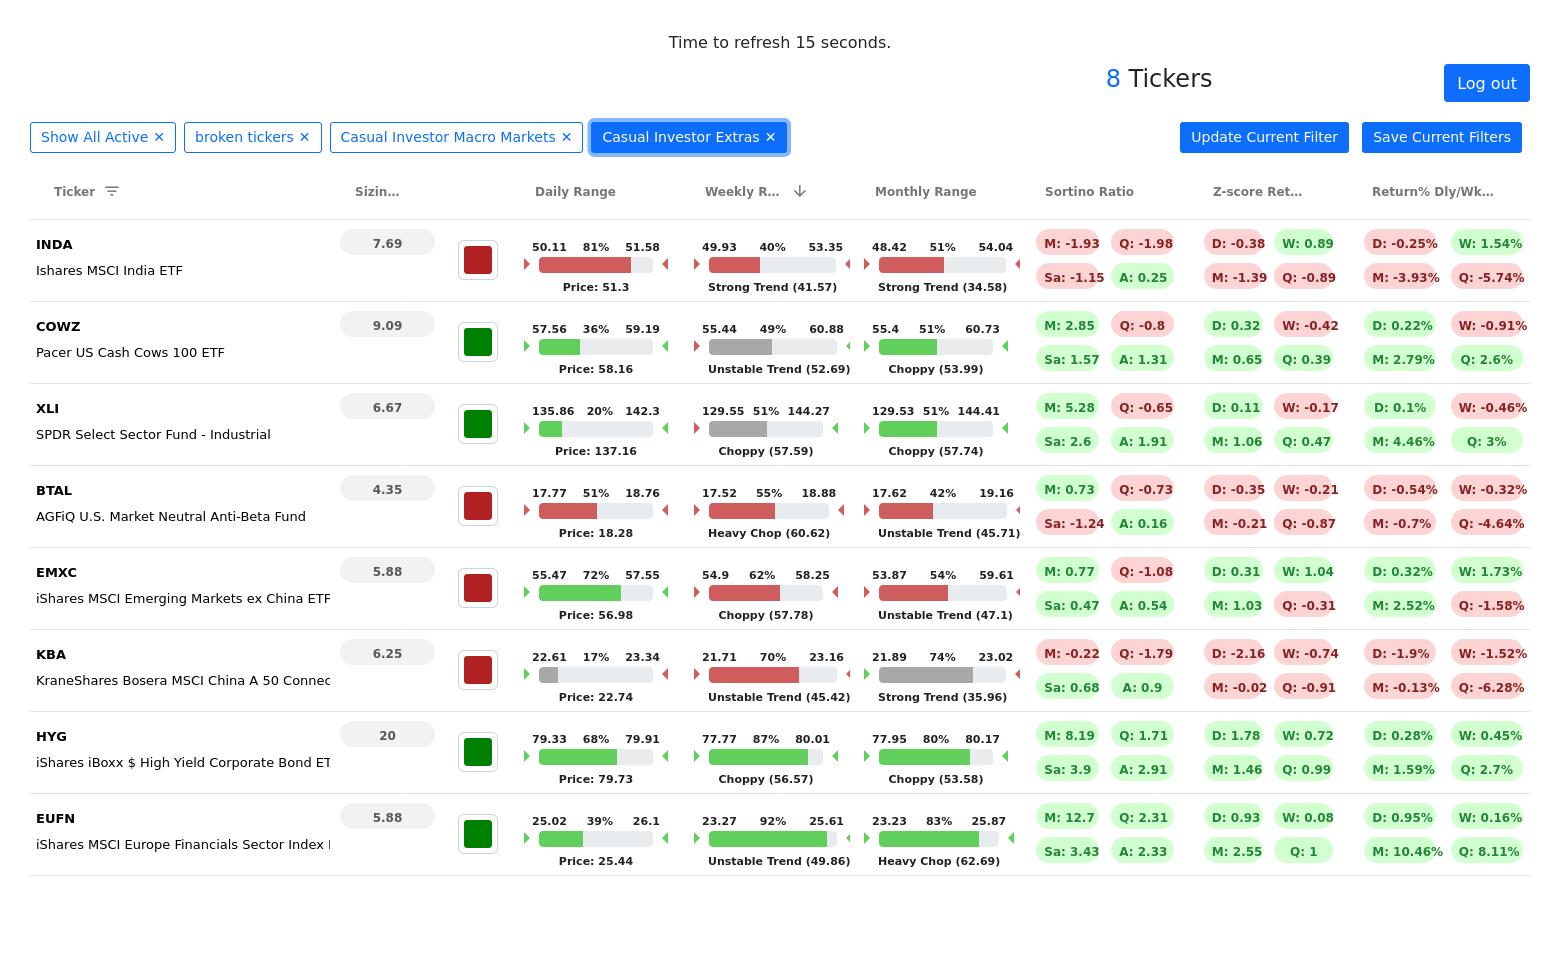 Time to refresh 15 seconds.
8 Tickers
Log out
Show All Active ✕ broken tickers ✕ Casual Investor Macro Markets ✕ Casual Investor Extras ✕ Update Current Filter Save Current Filters
Ticker Sizin... Daily Range Weekly R... Monthly Range Sortino Ratio Z-score Ret... Return% Dly/Wk...
INDA 7.69 50.11 81% 51.58 49.93 40% 53.35 48.42 51% 54.04 M: -1.93 Q: -1.98 D: -0.38 W: 0.89 D: -0.25% W: 1.54%
Ishares MSCI India ETF Sa: -1.15 A: 0.25 M: -1.39 Q: -0.89 M: -3.93% Q: -5.74%
Price: 51.3 Strong Trend (41.57) Strong Trend (34.58)
COWZ 9.09 57.56 36% 59.19 55.44 49% 60.88 55.4 51% 60.73 M: 2.85 Q: -0.8 D: 0.32 W: -0.42 D: 0.22% W: -0.91%
Pacer US Cash Cows 100 ETF Sa: 1.57 A: 1.31 M: 0.65 Q: 0.39 M: 2.79% Q: 2.6%
Price: 58.16 Unstable Trend (52.69) Choppy (53.99)
XLI 6.67 135.86 20% 142.3 129.55 51% 144.27 129.53 51% 144.41 M: 5.28 Q: -0.65 D: 0.11 W: -0.17 D: 0.1% W: -0.46%
SPDR Select Sector Fund - Industrial Sa: 2.6 A: 1.91 M: 1.06 Q: 0.47 M: 4.46% Q: 3%
Price: 137.16 Choppy (57.59) Choppy (57.74)
BTAL 4.35 17.77 51% 18.76 17.52 55% 18.88 17.62 42% 19.16 M: 0.73 Q: -0.73 D: -0.35 W: -0.21 D: -0.54% W: -0.32%
AGFiQ U.S. Market Neutral Anti-Beta Fund Sa: -1.24 A: 0.16 M: -0.21 Q: -0.87 M: -0.7% Q: -4.64%
Price: 18.28 Heavy Chop (60.62) Unstable Trend (45.71)
EMXC 5.88 55.47 72% 57.55 54.9 62% 58.25 53.87 54% 59.61 M: 0.77 Q: -1.08 D: 0.31 W: 1.04 D: 0.32% W: 1.73%
iShares MSCI Emerging Markets ex China ETF Sa: 0.47 A: 0.54 M: 1.03 Q: -0.31 M: 2.52% Q: -1.58%
Price: 56.98 Choppy (57.78) Unstable Trend (47.1)
KBA 6.25 22.61 17% 23.34 21.71 70% 23.16 21.89 74% 23.02 M: -0.22 Q: -1.79 D: -2.16 W: -0.74 D: -1.9% W: -1.52%
KraneShares Bosera MSCI China A 50 Connec Sa: 0.68 A: 0.9 M: -0.02 Q: -0.91 M: -0.13% Q: -6.28%
Price: 22.74 Unstable Trend (45.42) Strong Trend (35.96)
HYG 20 79.33 68% 79.91 77.77 87% 80.01 77.95 80% 80.17 M: 8.19 Q: 1.71 D: 1.78 W: 0.72 D: 0.28% W: 0.45%
iShares iBoxx $ High Yield Corporate Bond ET Sa: 3.9 A: 2.91 M: 1.46 Q: 0.99 M: 1.59% Q: 2.7%
Price: 79.73 Choppy (56.57) Choppy (53.58)
EUFN 5.88 25.02 39% 26.1 23.27 92% 25.61 23.23 83% 25.87 M: 12.7 Q: 2.31 D: 0.93 W: 0.08 D: 0.95% W: 0.16%
iShares MSCI Europe Financials Sector Index Sa: 3.43 A: 2.33 M: 2.55 Q: 1 M: 10.46% Q: 8.11%
Price: 25.44 Unstable Trend (49.86) Heavy Chop (62.69)